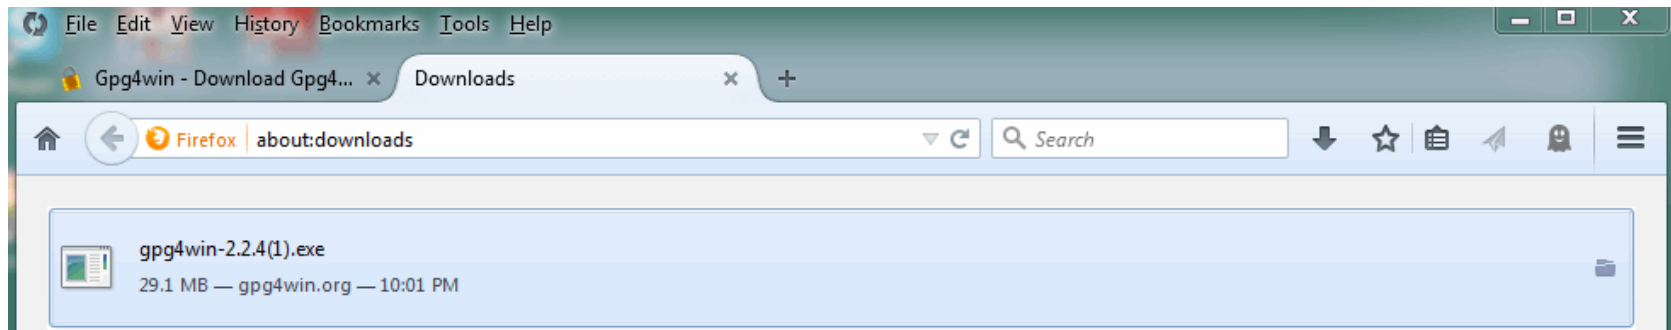 File Edit View History Bookmarks Tools Help
Gpg4win - Download Gpg4... Downloads
Firefox about:downloads Search
gpg4win-2.2.4(1).exe
29.1 MB — gpg4win.org — 10:01 PM